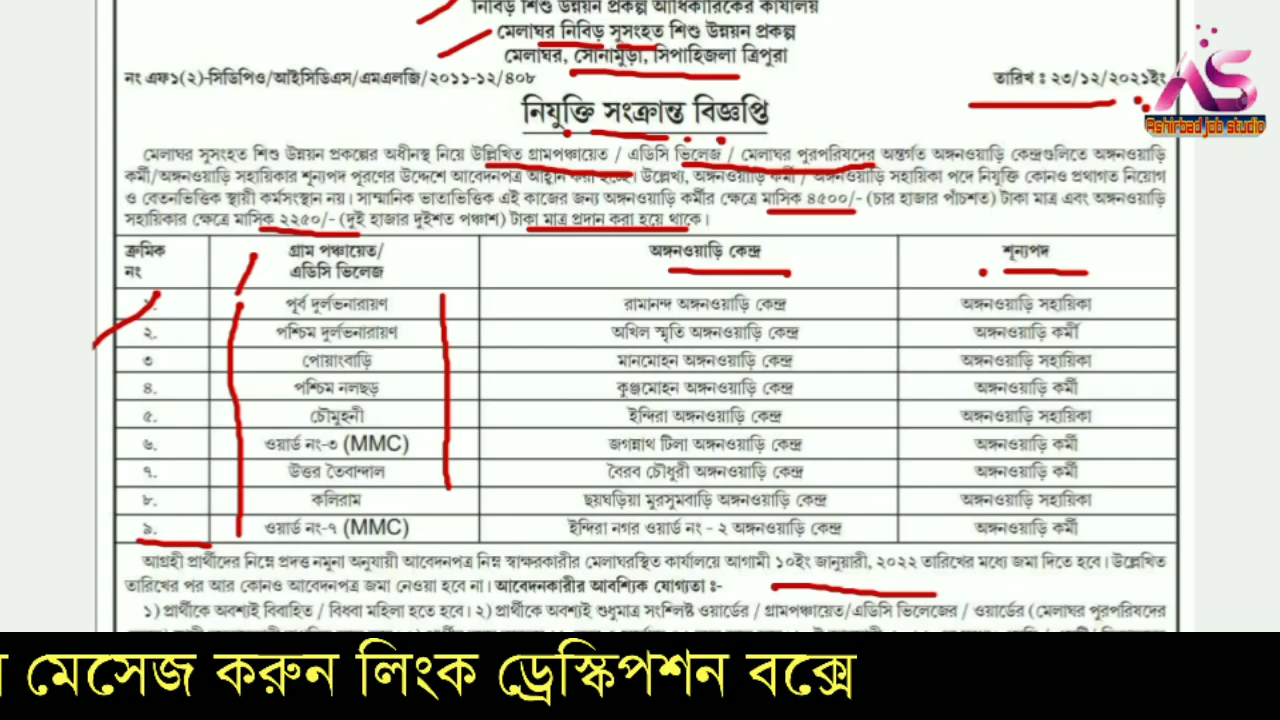 নিবিড় শিশু উন্নয়ন প্রকল্প আধিকারিকের কার্যালয়
মেলাঘর নিবিড় সুসংহত শিশু উন্নয়ন প্রকল্প
মেলাঘর, সোনামুড়া, সিপাহিজলা ত্রিপুরা
নং এফ১(২)-সিডিপিও/আইসিডিএস/এমএলজি/২০১১-১২/৪০৮ তারিখ ঃ ২৩/১২/২০২১ইং
AS
Ashirbad job studio
নিযুক্তি সংক্রান্ত বিজ্ঞপ্তি
মেলাঘর সুসংহত শিশু উন্নয়ন প্রকল্পের অধীনস্থ নিম্নে উল্লিখিত গ্রামপঞ্চায়েত / এডিসি ভিলেজ / মেলাঘর পুরপরিষদের অন্তর্গত অঙ্গনওয়াড়ি কেন্দ্রগুলিতে অঙ্গনওয়াড়ি
কর্মী/অঙ্গনওয়াড়ি সহায়িকার শূন্যপদ পূরণের উদ্দেশে আবেদনপত্র আহ্বান করা হচ্ছে। উল্লেখ্য, অঙ্গনওয়াড়ি কর্মী / অঙ্গনওয়াড়ি সহায়িকা পদে নিযুক্তি কোনও প্রথাগত নিয়োগ
ও বেতনভিত্তিক স্থায়ী কর্মসংস্থান নয়। সাম্মানিক ভাতাভিত্তিক এই কাজের জন্য অঙ্গনওয়াড়ি কর্মীর ক্ষেত্রে মাসিক ৪৫০০/- (চার হাজার পাঁচশত) টাকা মাত্র এবং অঙ্গনওয়াড়ি
সহায়িকার ক্ষেত্রে মাসিক ২২৫০/- (দুই হাজার দুইশত পঞ্চাশ) টাকা মাত্র প্রদান করা হয়ে থাকে।
ক্রমিক নং গ্রাম পঞ্চায়েত/ এডিসি ভিলেজ অঙ্গনওয়াড়ি কেন্দ্র শূন্যপদ
১. পূর্ব দুর্লভনারায়ণ রামানন্দ অঙ্গনওয়াড়ি কেন্দ্র অঙ্গনওয়াড়ি সহায়িকা
২. পশ্চিম দুর্লভনারায়ণ অখিল স্মৃতি অঙ্গনওয়াড়ি কেন্দ্র অঙ্গনওয়াড়ি কর্মী
৩ পোয়াংবাড়ি মানমোহন অঙ্গনওয়াড়ি কেন্দ্র অঙ্গনওয়াড়ি সহায়িকা
৪. পশ্চিম নলছড় কুঞ্জমোহন অঙ্গনওয়াড়ি কেন্দ্র অঙ্গনওয়াড়ি কর্মী
৫. চৌমুহনী ইন্দিরা অঙ্গনওয়াড়ি কেন্দ্র অঙ্গনওয়াড়ি সহায়িকা
৬. ওয়ার্ড নং-৩ (MMC) জগন্নাথ টিলা অঙ্গনওয়াড়ি কেন্দ্র অঙ্গনওয়াড়ি কর্মী
৭. উত্তর তৈবান্দাল বৈরব চৌধুরী অঙ্গনওয়াড়ি কেন্দ্র অঙ্গনওয়াড়ি কর্মী
৮. কলিরাম ছয়ঘড়িয়া মুরসুমবাড়ি অঙ্গনওয়াড়ি কেন্দ্র অঙ্গনওয়াড়ি সহায়িকা
৯. ওয়ার্ড নং-৭ (MMC) ইন্দিরা নগর ওয়ার্ড নং - ২ অঙ্গনওয়াড়ি কেন্দ্র অঙ্গনওয়াড়ি কর্মী
আগ্রহী প্রার্থীদের নিম্নে প্রদত্ত নমুনা অনুযায়ী আবেদনপত্র নিম্ন স্বাক্ষরকারীর মেলাঘরস্থিত কার্যালয়ে আগামী ১০ইং জানুয়ারী, ২০২২ তারিখের মধ্যে জমা দিতে হবে। উল্লেখিত
তারিখের পর আর কোনও আবেদনপত্র জমা নেওয়া হবে না। আবেদনকারীর আবশ্যিক যোগ্যতা ঃ-
১) প্রার্থীকে অবশ্যই বিবাহিত / বিধবা মহিলা হতে হবে। ২) প্রার্থীকে অবশ্যই শুধুমাত্র সংশ্লিষ্ট ওয়ার্ডের / গ্রামপঞ্চায়েত/এডিসি ভিলেজের / ওয়ার্ডের (মেলাঘর পুরপরিষদের
মেসেজ করুন লিংক ড্রেস্কিপশন বক্সে